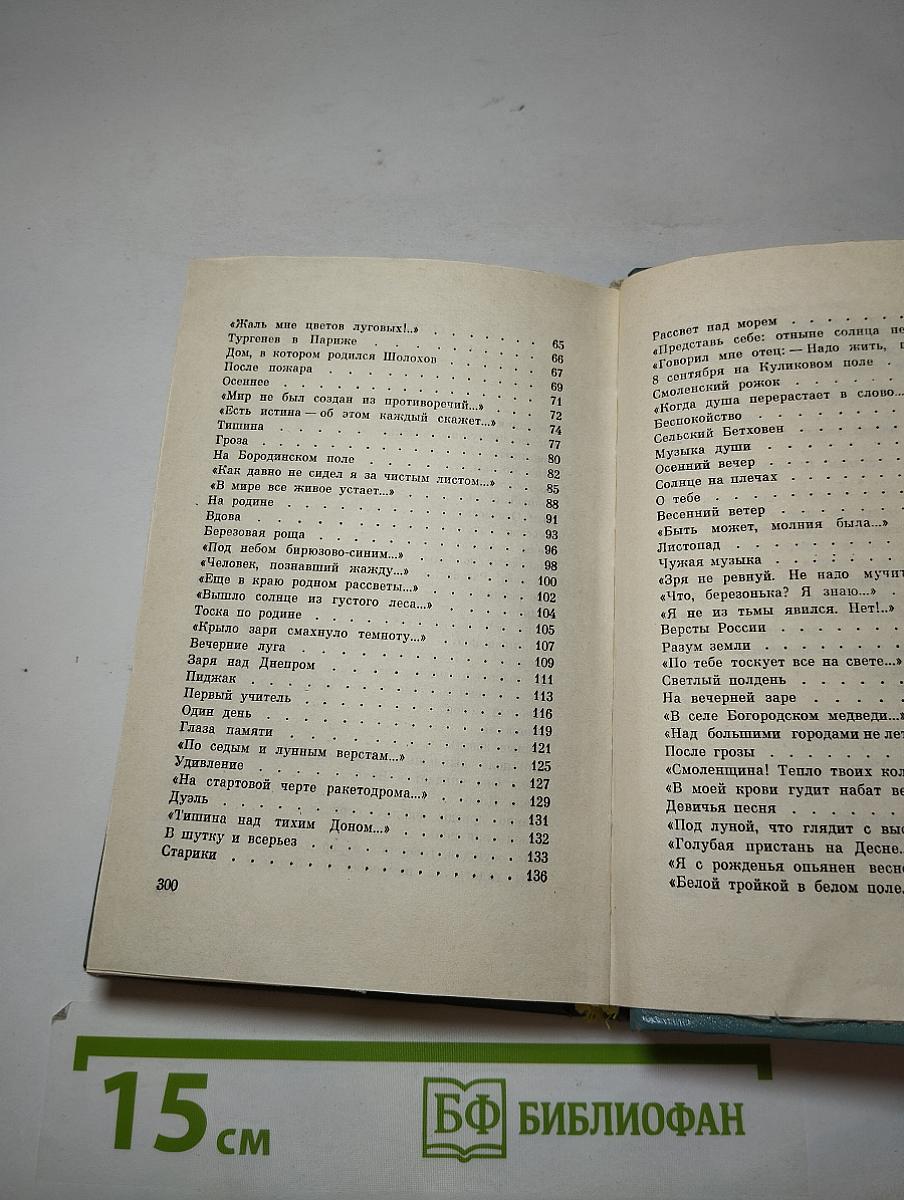 «Жаль мне цветов луговых!..» . . . . . . 65
Тургенев в Париже . . . . . . . . . 66
Дом, в котором родился Шолохов . . . . . 67
После пожара . . . . . . . . . . . 69
Осеннее . . . . . . . . . . . . . 71
«Мир не был создан из противоречий...» . . . 72
«Есть истина — об этом каждый скажет...» . . 74
Тишина . . . . . . . . . . . . . 77
Гроза . . . . . . . . . . . . . . 80
На Бородинском поле . . . . . . . . . 82
«Как давно не сидел я за чистым листом...» . . 85
«В мире все живое устает...» . . . . . . . 88
На родине . . . . . . . . . . . . 91
Вдова . . . . . . . . . . . . . . 93
Березовая роща . . . . . . . . . . . 96
«Под небом бирюзово-синим...» . . . . . . 98
«Человек, познавший жажду...» . . . . . . 100
«Еще в краю родном рассветы...» . . . . . 102
«Вышло солнце из густого леса...» . . . . . 104
Тоска по родине . . . . . . . . . . . 105
«Крыло зари смахнуло темноту...» . . . . . 107
Вечерние луга . . . . . . . . . . . 109
Заря над Днепром . . . . . . . . . . 111
Пиджак . . . . . . . . . . . . . 113
Первый учитель . . . . . . . . . . . 116
Один день . . . . . . . . . . . . 119
Глаза памяти . . . . . . . . . . . 121
«По седым и лунным верстам...» . . . . . . 125
Удивление . . . . . . . . . . . . 127
«На стартовой черте ракетодрома...» . . . . 129
Дуэль . . . . . . . . . . . . . . 131
«Тишина над тихим Доном...» . . . . . . 132
В шутку и всерьез . . . . . . . . . . 133
Старики . . . . . . . . . . . . . 136
300
Рассвет над морем . . . . . . .
«Представь себе: отныне солнца
«Говорил мне отец: — Надо жить,
8 сентября на Куликовом поле .
Смоленский рожок . . . . . .
«Когда душа перерастает в слово...
Беспокойство . . . . . . . .
Сельский Бетховен . . . . . .
Музыка души . . . . . . . .
Осенний вечер . . . . . . . .
Солнце на плечах . . . . . . .
О тебе . . . . . . . . . .
Весенний ветер . . . . . . . .
«Быть может, молния была...» .
Листопад . . . . . . . . . .
Чужая музыка . . . . . . . .
«Зря не ревнуй. Не надо
«Что, березонька? Я знаю...» .
«Я не из тьмы явился. Нет!..» .
Версты России . . . . . . .
Разум земли . . . . . . . .
«По тебе тоскует все на свете...»
Светлый полдень . . . . . .
На вечерней заре . . . . . .
«В селе Богородском медведи...»
«Над большими городами не
После грозы . . . . . . . .
«Смоленщина! Тепло твоих
«В моей крови гудит набат
Девичья песня . . . . . . .
«Под луной, что глядит с
«Голубая пристань на Десне..
«Я с рожденья опьянен
«Белой тройкой в белом поле.
15 см
БФ БИБЛИОФАН